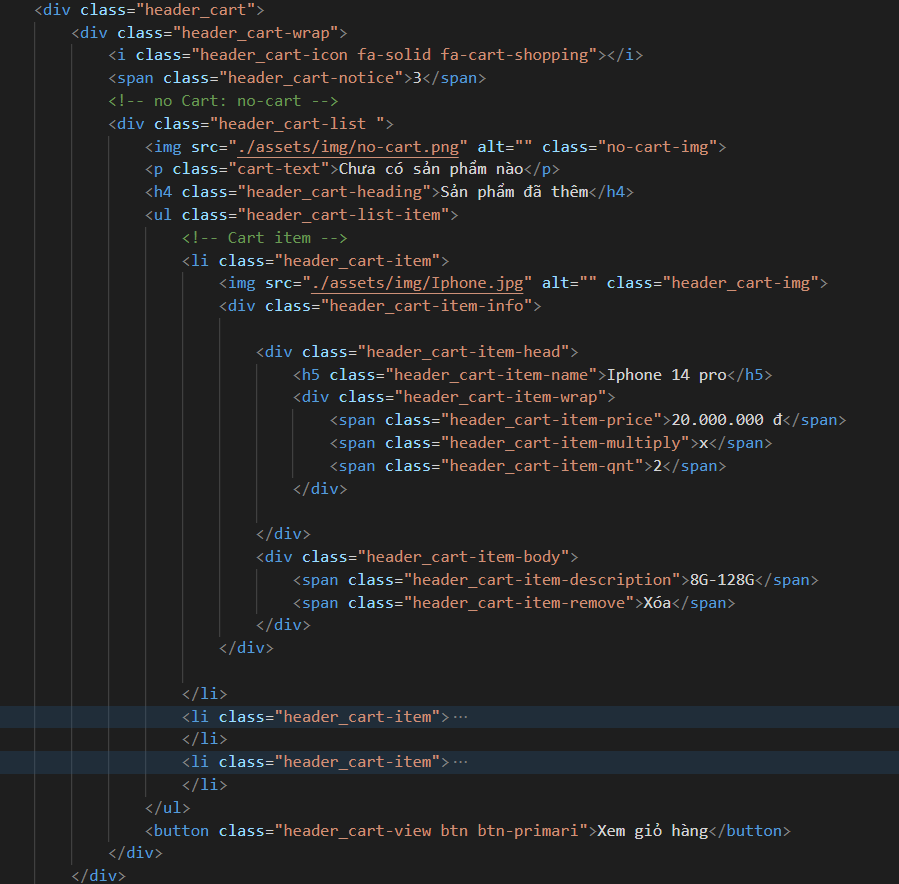 <div class="header_cart">
<div class="header_cart-wrap">
<i class="header_cart-icon fa-solid fa-cart-shopping"></i>
<span class="header_cart-notice">3</span>
<!-- no Cart: no-cart -->
<div class="header_cart-list ">
<img src="./assets/img/no-cart.png" alt="" class="no-cart-img">
<p class="cart-text">Chưa có sản phẩm nào</p>
<h4 class="header_cart-heading">Sản phẩm đã thêm</h4>
<ul class="header_cart-list-item">
<!-- Cart item -->
<li class="header_cart-item">
<img src="./assets/img/Iphone.jpg" alt="" class="header_cart-img">
<div class="header_cart-item-info">
<div class="header_cart-item-head">
<h5 class="header_cart-item-name">Iphone 14 pro</h5>
<div class="header_cart-item-wrap">
<span class="header_cart-item-price">20.000.000 đ</span>
<span class="header_cart-item-multiply">x</span>
<span class="header_cart-item-qnt">2</span>
</div>
</div>
<div class="header_cart-item-body">
<span class="header_cart-item-description">8G-128G</span>
<span class="header_cart-item-remove">Xóa</span>
</div>
</div>
</li>
<li class="header_cart-item">···
</li>
<li class="header_cart-item">···
</li>
</ul>
<button class="header_cart-view btn btn-primari">Xem giỏ hàng</button>
</div>
</div>